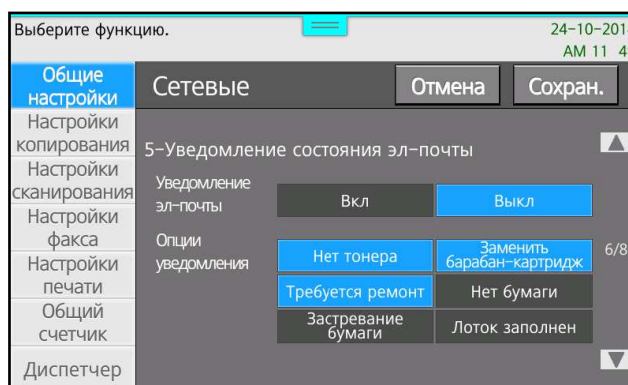 Выберите функцию.
24-10-201
AM 11 4
Общие
настройки
Сетевые
Отмена
Сохран.
Настройки
копирования
Настройки
сканирования
Настройки
факса
Настройки
печати
Общий
счетчик
Диспетчер
5-Уведомление состояния эл-почты
Уведомление
эл-почты
Вкл
Выкл
Опции
уведомления
Нет тонера
Заменить
барабан-картридж
6/8
Требуется ремонт
Нет бумаги
Застревание
бумаги
Лоток заполнен